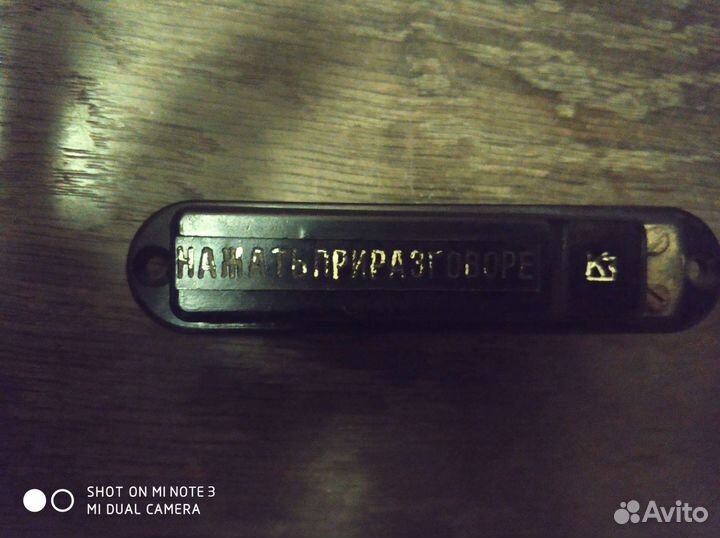 НАЖАТЬ ПРИ РАЗГОВОРЕ
SHOT ON MI NOTE 3
MI DUAL CAMERA
Avito